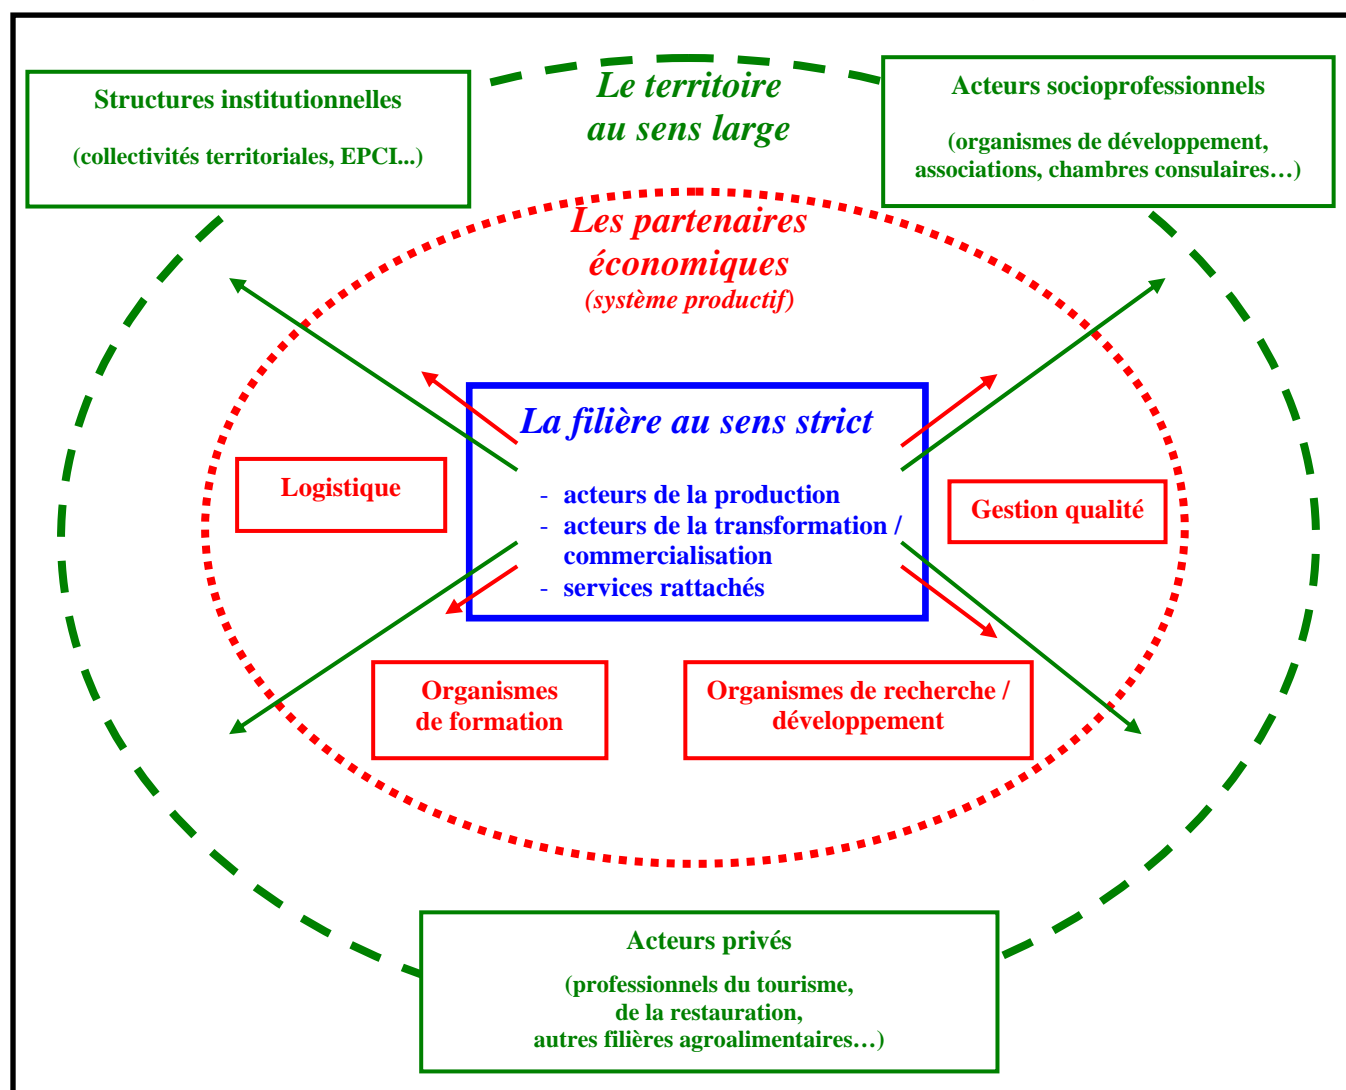 Structures institutionnelles
(collectivités territoriales, EPCI...)
Le territoire
au sens large
Acteurs socioprofessionnels
(organismes de développement,
associations, chambres consulaires…)
Les partenaires
économiques
(système productif)
La filière au sens strict
- acteurs de la production
- acteurs de la transformation /
commercialisation
- services rattachés
Logistique
Gestion qualité
Organismes
de formation
Organismes de recherche /
développement
Acteurs privés
(professionnels du tourisme,
de la restauration,
autres filières agroalimentaires…)